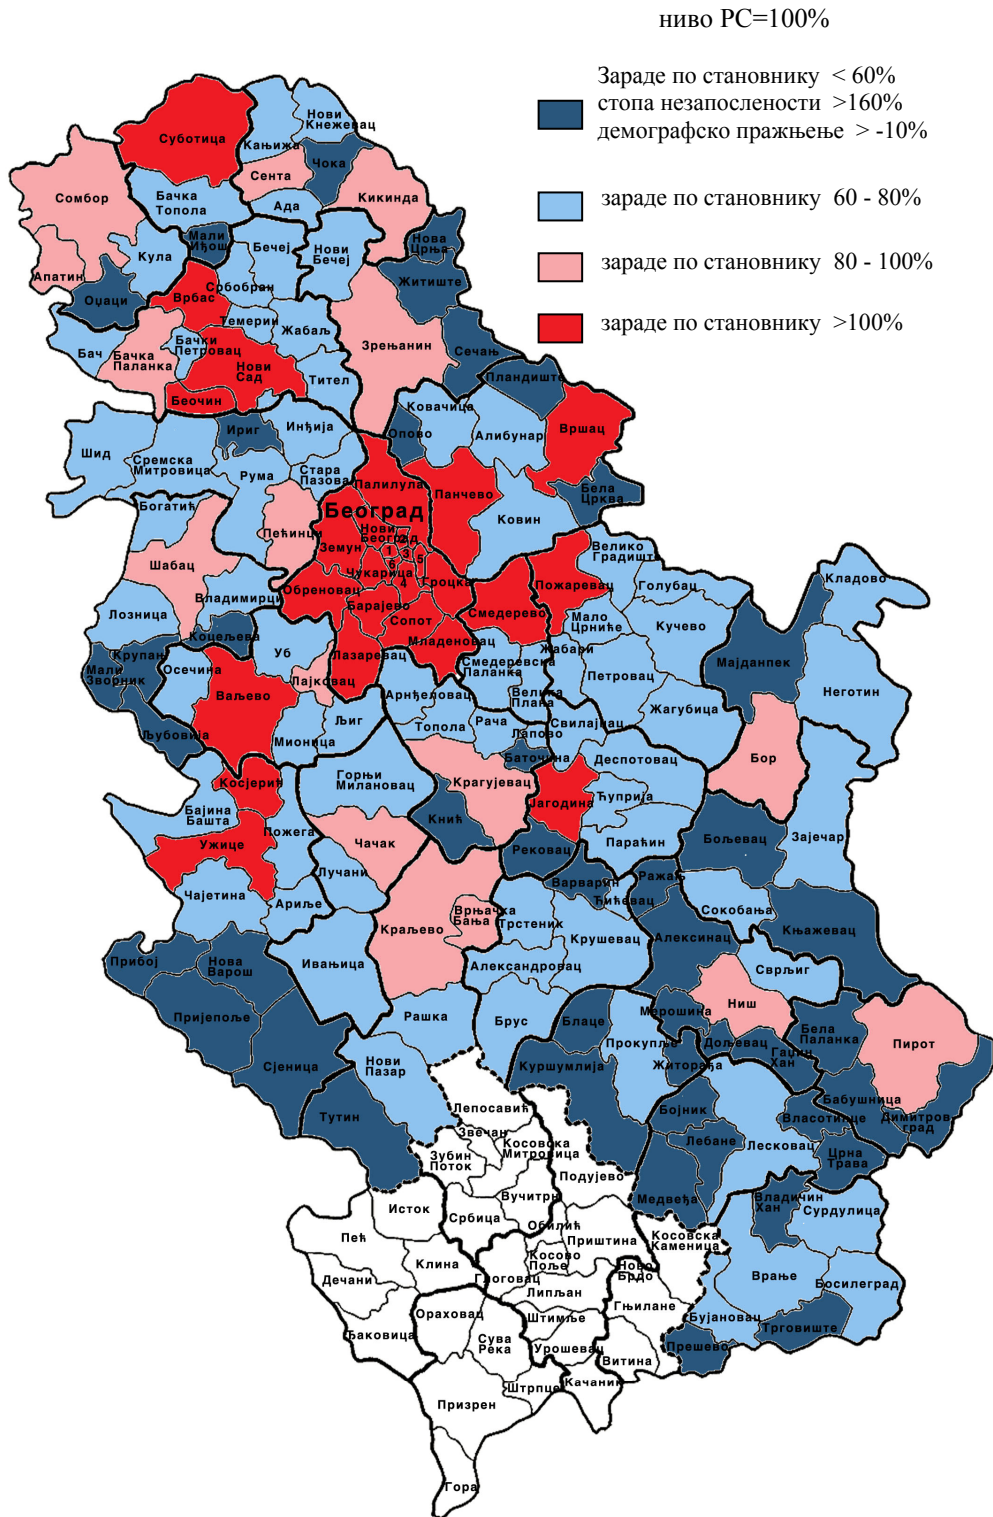 ниво РС=100%
Зараде по становнику < 60%
стопа незапослености >160%
демографско пражњење > -10%
зараде по становнику 60 - 80%
зараде по становнику 80 - 100%
зараде по становнику >100%
Суботица
Кањижа
Нови
Кнежевац
Чока
Сента
Ада
Кикинда
Сомбор
Бачка
Топола
Мали
Иђош
Бечеј
Нови
Бечеј
Нова
Црња
Житиште
Апатин
Кула
Оџаци
Врбас
Србобран
Темерин
Жабаљ
Зрењанин
Сечањ
Бач
Бачка
Паланка
Бачки
Петровац
Нови
Сад
Тител
Беочин
Пландиште
Ковачица
Опово
Алибунар
Вршац
Бела
Црква
Шид
Сремска
Митровица
Ириг
Инђија
Рума
Стара
Пазова
Палилула
Панчево
Ковин
Београд
Нови
Београд
Земун
1
2
3
4
5
6
Чукарица
Гроцка
Обреновац
Барајево
Сопот
Младеновац
Лазаревац
Богатић
Шабац
Пећинци
Лозница
Владимирци
Коцељева
Крупањ
Мали
Зворник
Љубовија
Осечина
Уб
Лајковац
Ваљево
Мионица
Љиг
Смедерево
Пожаревац
Велико
Градиште
Голубац
Мало
Црниће
Кучево
Жабари
Петровац
Жагубица
Смедеревска
Паланка
Велика
Плана
Кладово
Мајданпек
Неготин
Бор
Зајечар
Бољевац
Сокобања
Књажевац
Аранђеловац
Топола
Рача
Лапово
Баточина
Крагујевац
Кнић
Свилајнац
Деспотовац
Јагодина
Ћуприја
Параћин
Рековац
Косјерић
Бајина
Башта
Ужице
Пожега
Чајетина
Ариље
Горњи
Милановац
Чачак
Лучани
Ивањица
Краљево
Врњачка
Бања
Рашка
Нови
Пазар
Варварин
Ћићевац
Ражањ
Трстеник
Крушевац
Александровац
Брус
Алексинац
Сврљиг
Ниш
Мерошина
Дољевац
Гаџин
Хан
Бела
Паланка
Пирот
Бабушница
Димитров
град
Прибој
Нова
Варош
Пријепоље
Сјеница
Тутин
Блаце
Прокупље
Куршумлија
Житорађа
Бојник
Лебане
Медвеђа
Лесковац
Власотинце
Црна
Трава
Владичин
Хан
Сурдулица
Врање
Босилеград
Бујановац
Трговиште
Прешево
Лепосавић
Звечан
Зубин
Поток
Косовска
Митровица
Подујево
Вучитрн
Србица
Обилић
Приштина
Косово
Поље
Исток
Пећ
Клина
Глоговац
Липљан
Ново
Брдо
Косовска
Каменица
Дечани
Ђаковица
Ораховац
Сува
Река
Штимље
Урошевац
Гњилане
Витина
Качаник
Штрпце
Призрен
Гора